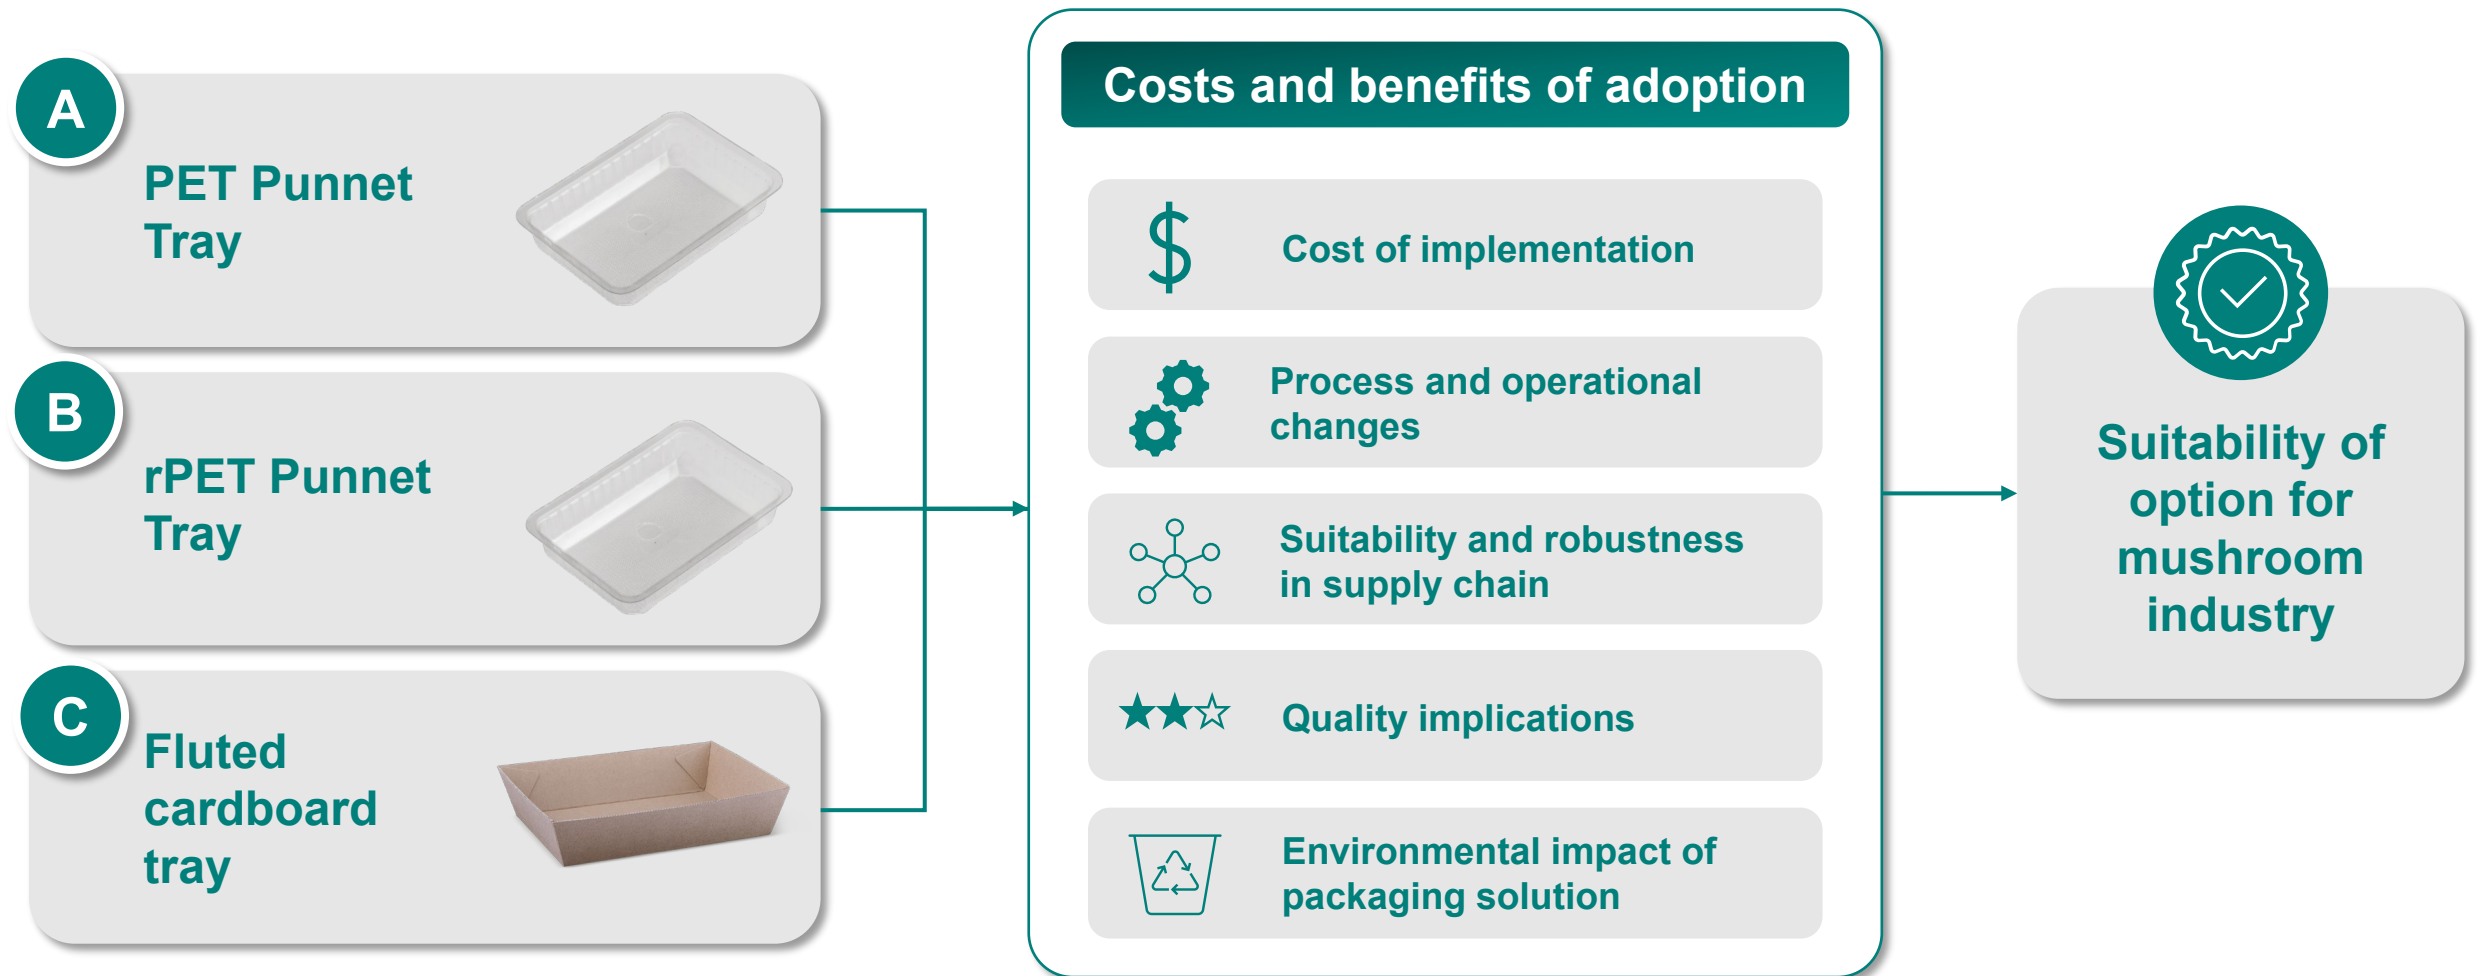 A
PET Punnet
Tray
B
rPET Punnet
Tray
C
Fluted
cardboard
tray
Costs and benefits of adoption
$
Cost of implementation
Process and operational
changes
Suitability and robustness
in supply chain
Quality implications
Environmental impact of
packaging solution
Suitability of
option for
mushroom
industry